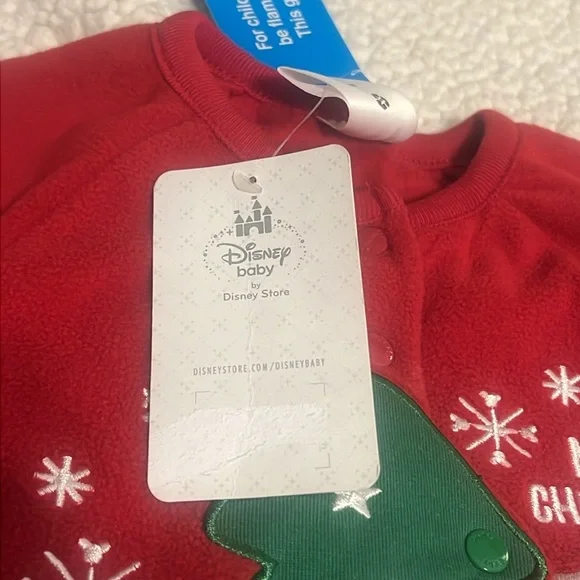 For chil
be flam
This g
Disney
baby
by
Disney Store
DISNEYSTORE.COM/DISNEYBABY
CH